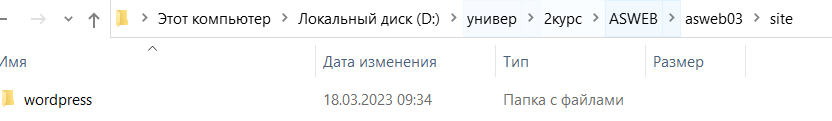 Этот компьютер > Локальный диск (D:) > универ > 2курс > ASWEB > asweb03 > site
Имя Дата изменения Тип Размер
wordpress 18.03.2023 09:34 Папка с файлами